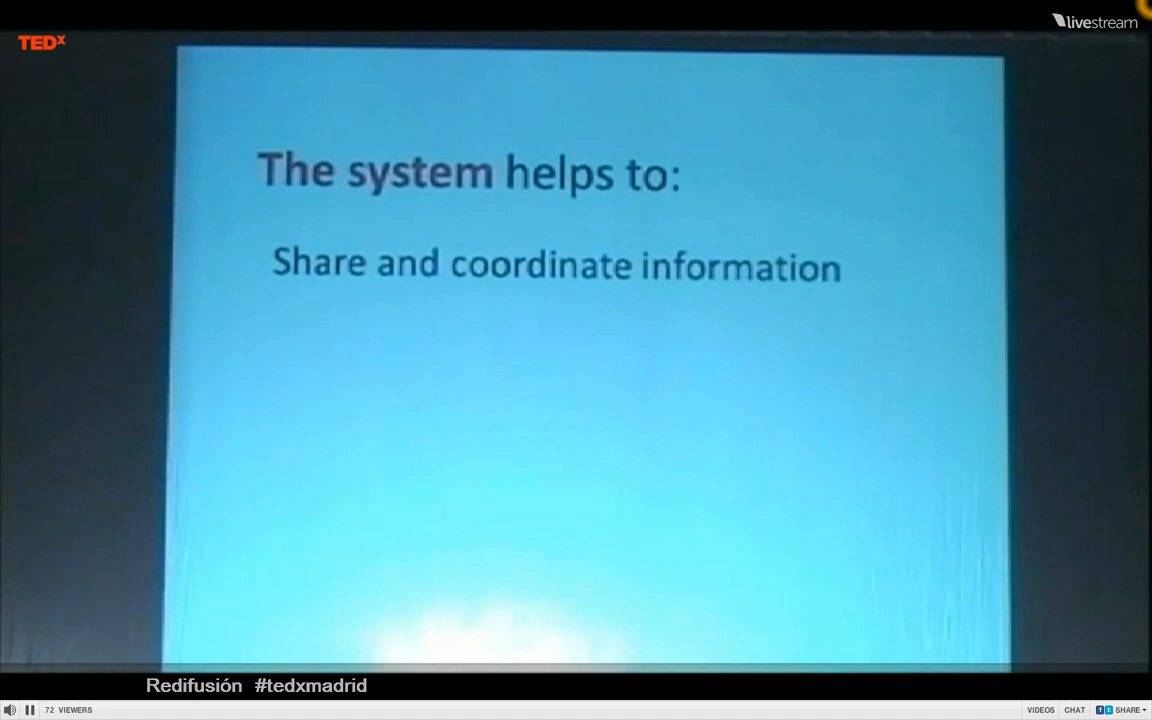 livestream
TEDx
The system helps to:
Share and coordinate information
Redifusión #tedxmadrid
72 VIEWERS
VIDEOS CHAT f t SHARE